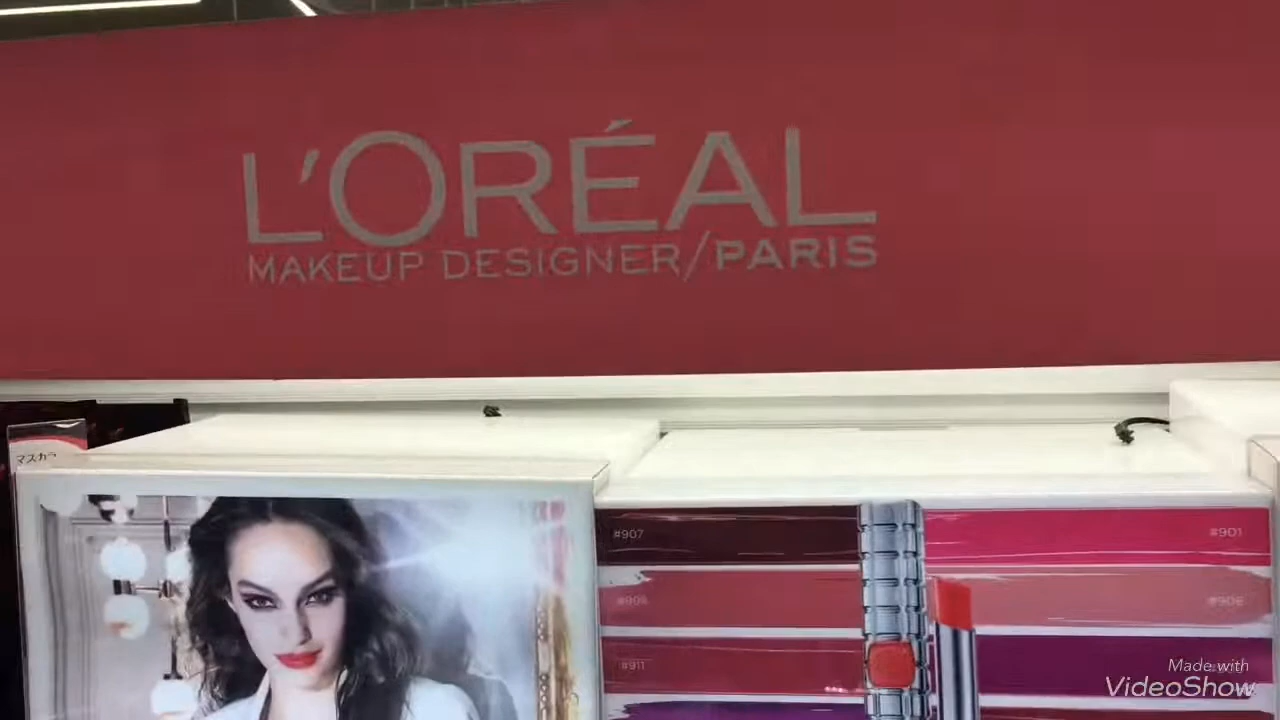 L'ORÉAL
MAKEUP DESIGNER/PARIS
マスカラ
#907
#901
#911
Made with
VideoShow